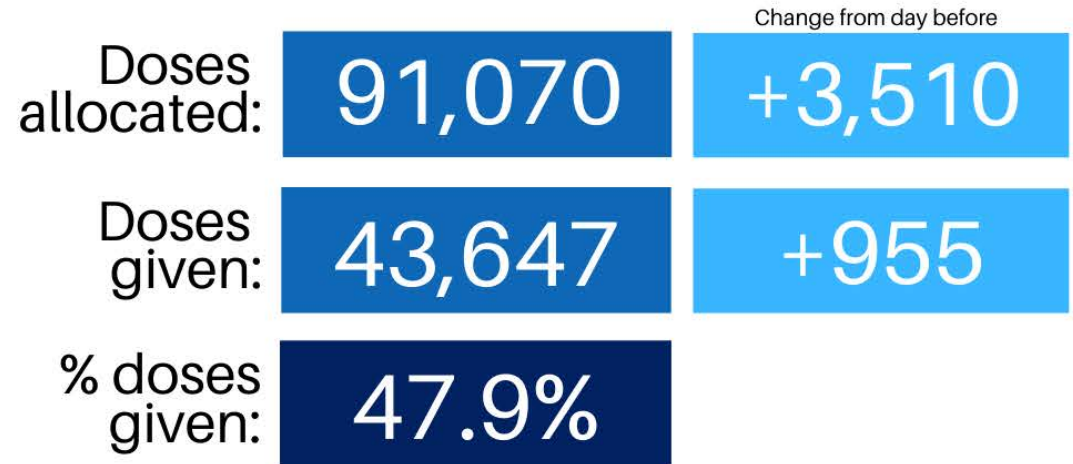 Change from day before
Doses
allocated:
91,070
+3,510
Doses
given:
43,647
+955
% doses
given:
47.9%